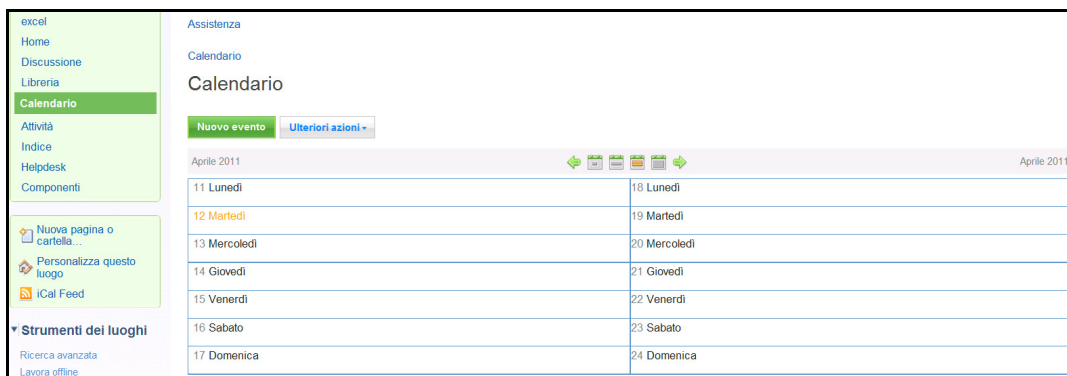 excel
Home
Discussione
Libreria
Calendario
Attività
Indice
Helpdesk
Componenti
Nuova pagina o
cartella...
Personalizza questo
luogo
iCal Feed
Strumenti dei luoghi
Ricerca avanzata
Lavora offline
Assistenza
Calendario
Calendario
Nuovo evento Ulteriori azioni
Aprile 2011 Aprile 2011
11 Lunedì 18 Lunedì
12 Martedì 19 Martedì
13 Mercoledì 20 Mercoledì
14 Giovedì 21 Giovedì
15 Venerdì 22 Venerdì
16 Sabato 23 Sabato
17 Domenica 24 Domenica